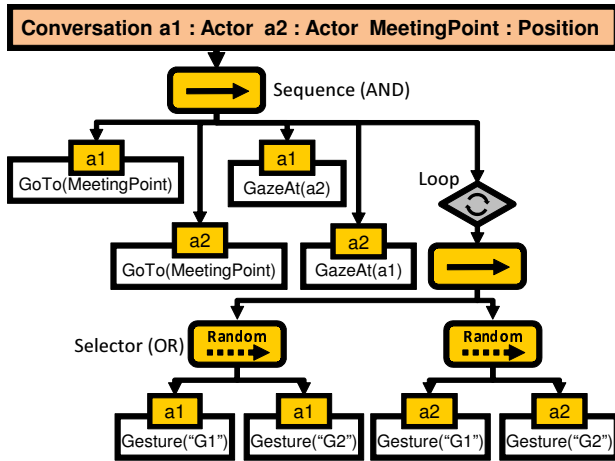 Conversation a1 : Actor a2 : Actor MeetingPoint : Position
Sequence (AND)
a1
GoTo(MeetingPoint)
a1
GazeAt(a2)
Loop
a2
GoTo(MeetingPoint)
a2
GazeAt(a1)
Selector (OR)
Random
Random
a1
Gesture(“G1”)
a1
Gesture(“G2”)
a2
Gesture(“G1”)
a2
Gesture(“G2”)